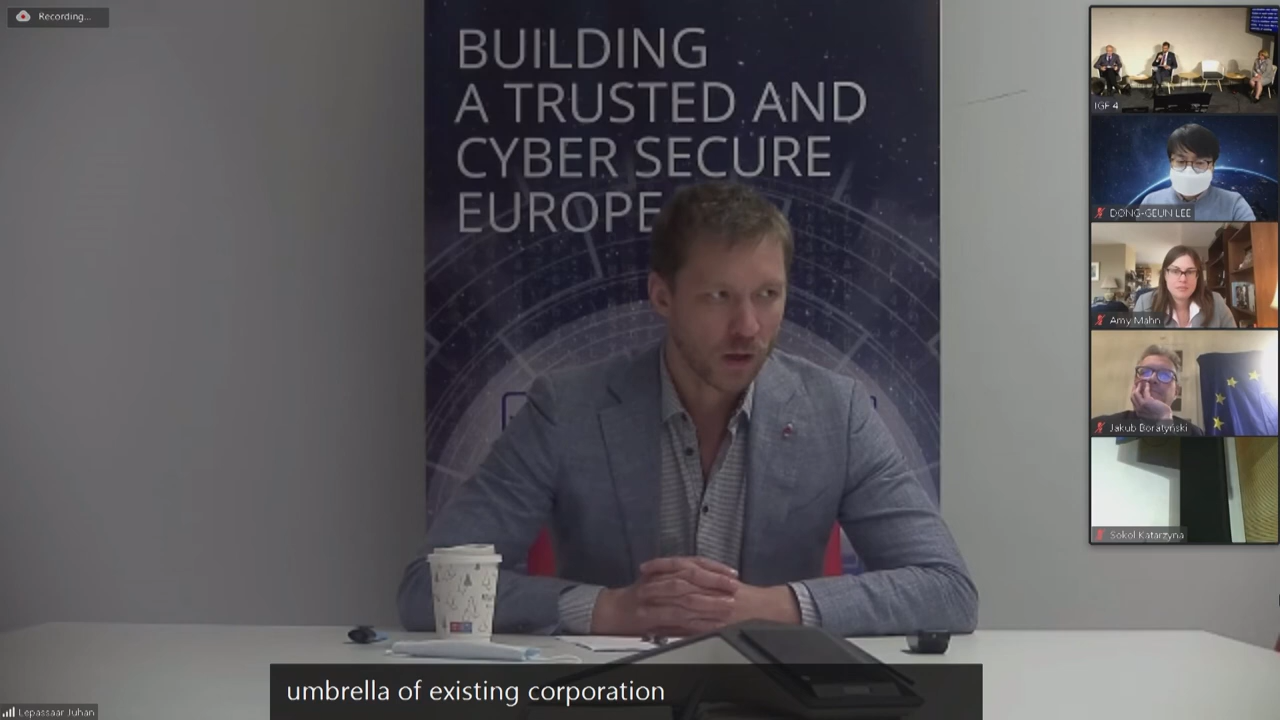 Recording...
BUILDING
A TRUSTED AND
CYBER SECURE
EUROPE
IGF 4
DONG-GEUN LEE
Amy Mahn
Jakub Boratyński
Sokol Katarzyna
umbrella of existing corporation
Lepassaar Juhan